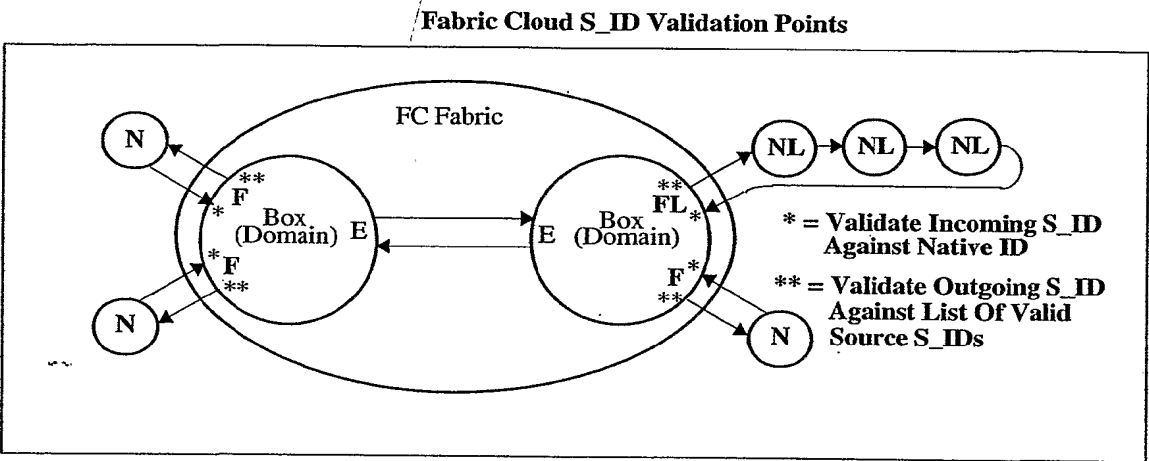 Fabric Cloud S_ID Validation Points
FC Fabric
N
**
F
*
Box
(Domain)
E
*
F
**
N
E
Box
(Domain)
**
FL
*
F
*
**
NL
NL
NL
N
* = Validate Incoming S_ID
Against Native ID
** = Validate Outgoing S_ID
Against List Of Valid
Source S_IDs